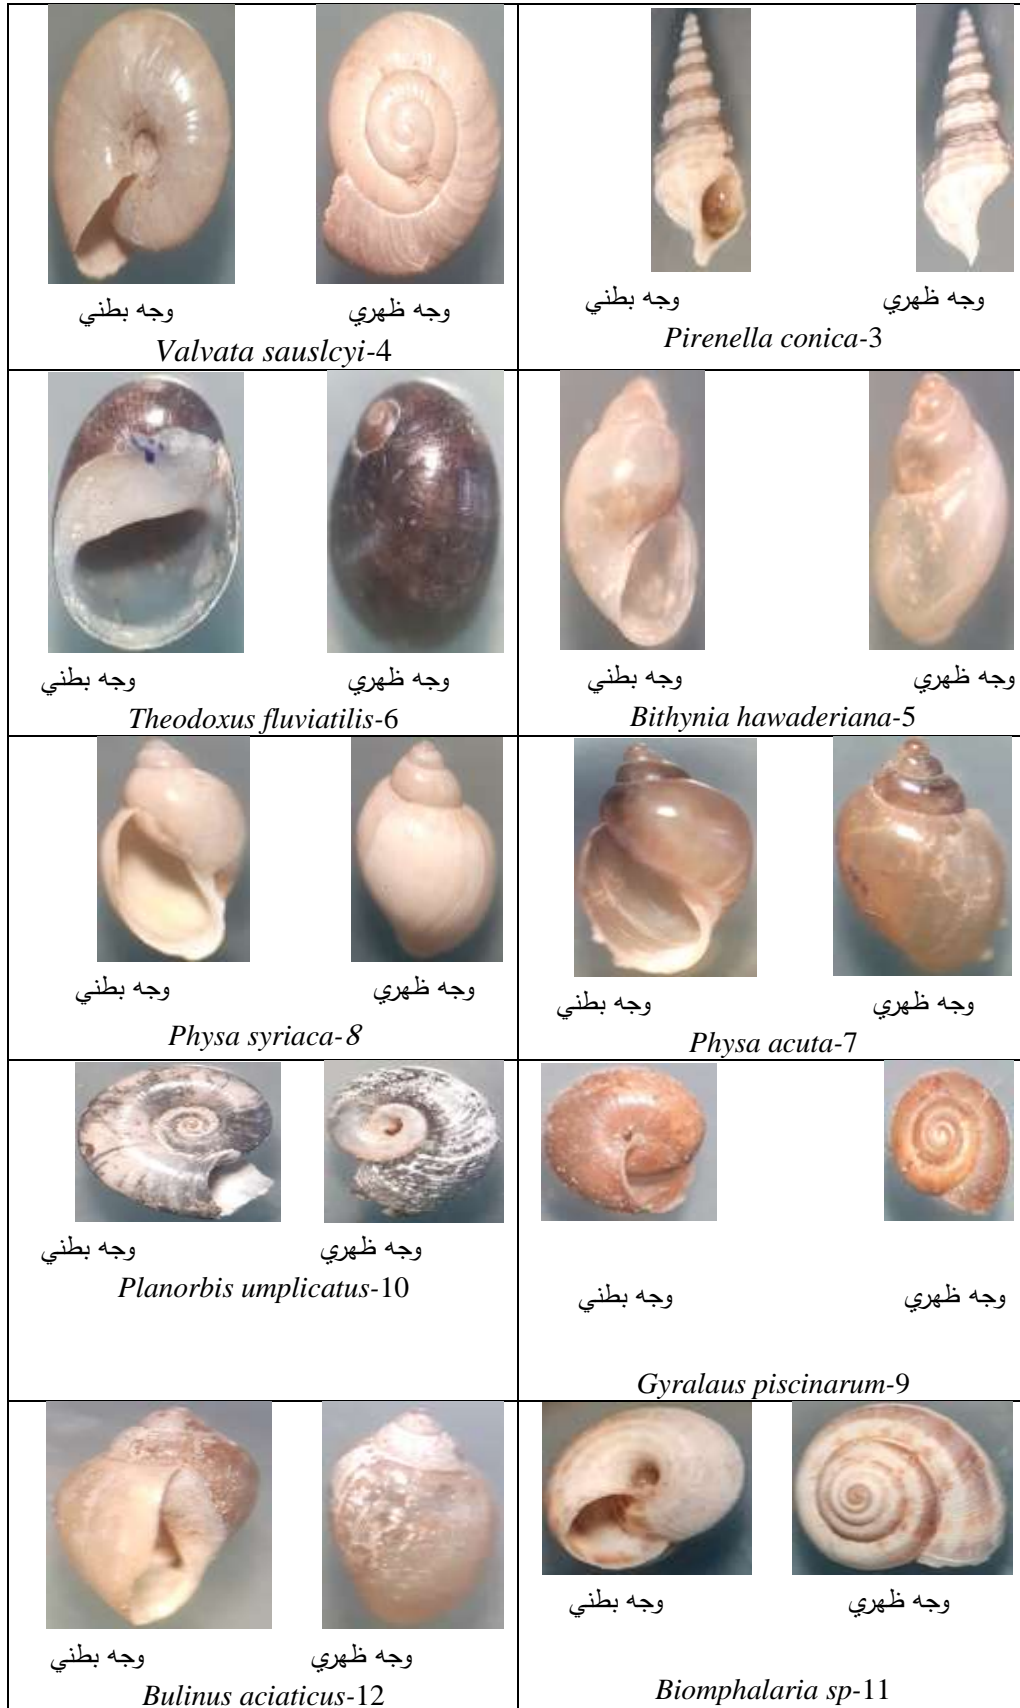 وجه ظهري وجه بطني
Pirenella conica-3
وجه ظهري وجه بطني
Valvata sauslcyi-4
وجه ظهري وجه بطني
Bithynia hawaderiana-5
وجه ظهري وجه بطني
Theodoxus fluviatilis-6
وجه ظهري وجه بطني
Physa acuta-7
وجه ظهري وجه بطني
Physa syriaca-8
وجه ظهري وجه بطني
Gyralaus piscinarum-9
وجه ظهري وجه بطني
Planorbis umplicatus-10
وجه ظهري وجه بطني
Biomphalaria sp-11
وجه ظهري وجه بطني
Bulinus aciaticus-12